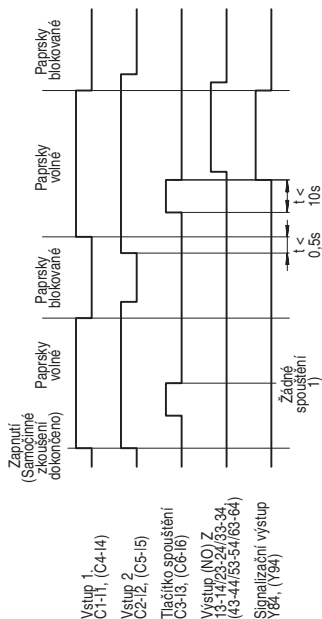 Zapnutí
(Samočinné
zkoušení
dokončeno)
Paprsky
volné
Paprsky
blokované
Paprsky
volné
Paprsky
blokované
Vstup 1
C1-I1, (C4-I4)
Vstup 2
C2-I2, (C5-I5)
Tlačítko spouštění
C3-I3, (C6-I6)
Výstup (NO) Z
13-14/23-24/33-34,
(43-44/53-54/63-64)
Signalizační výstup
Y84, (Y94)
Žádné
spouštění
1)
t <
0,5s
t <
10s